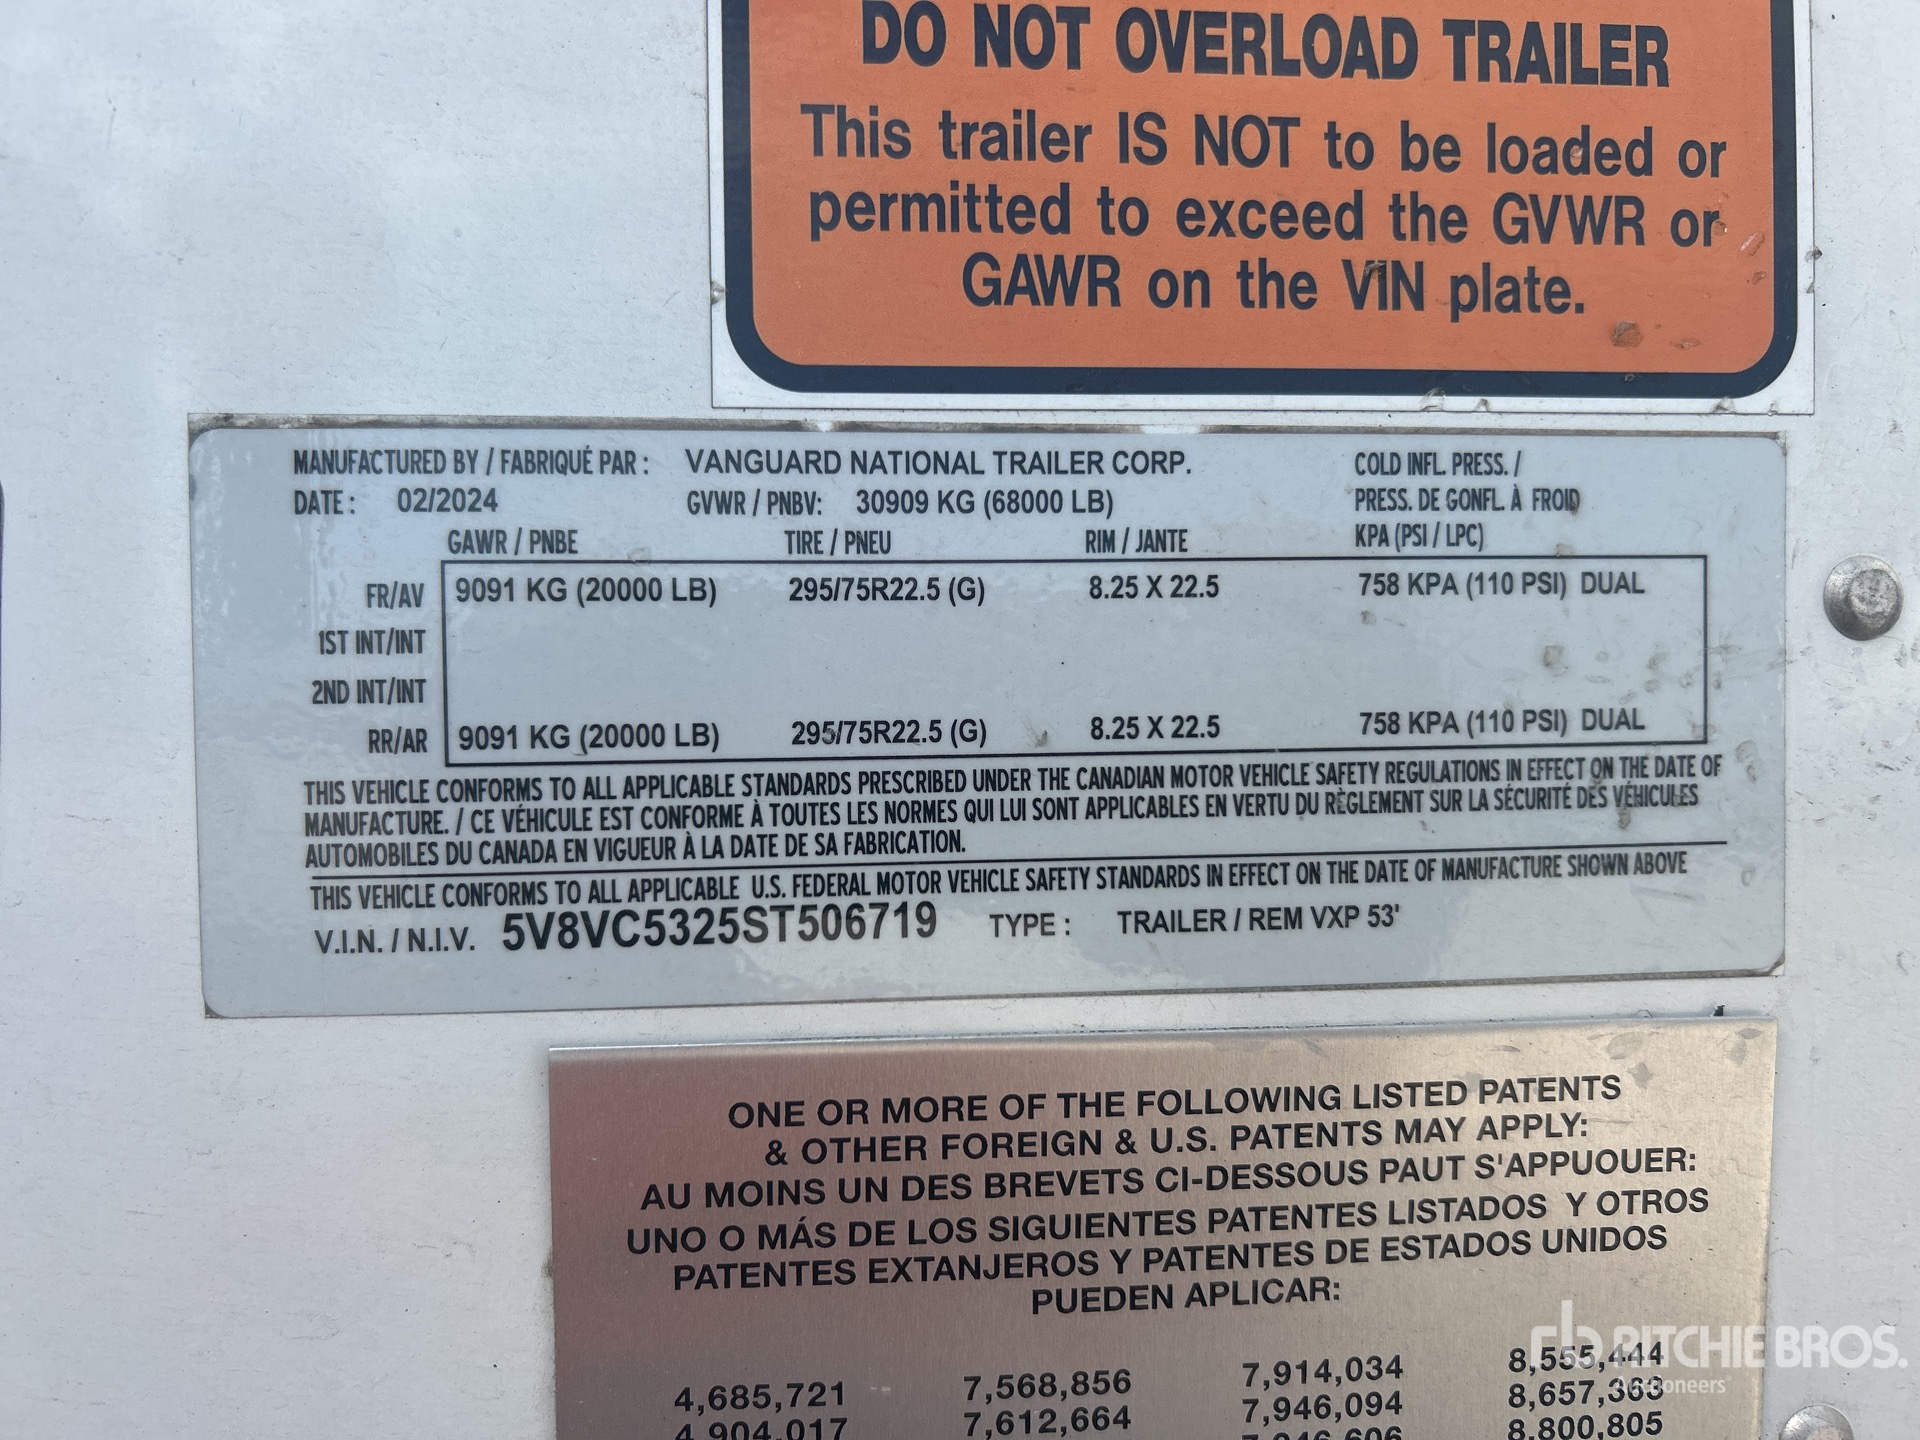 DO NOT OVERLOAD TRAILER
This trailer IS NOT to be loaded or
permitted to exceed the GVWR or
GAWR on the VIN plate.
MANUFACTURED BY / FABRIQUÉ PAR : VANGUARD NATIONAL TRAILER CORP. COLD INFL. PRESS. /
DATE : 02/2024 GVWR / PNBV: 30909 KG (68000 LB) PRESS. DE GONFL. À FROID
GAWR / PNBE TIRE / PNEU RIM / JANTE KPA (PSI / LPC)
FR/AV 9091 KG (20000 LB) 295/75R22.5 (G) 8.25 X 22.5 758 KPA (110 PSI) DUAL
1ST INT/INT
2ND INT/INT
RR/AR 9091 KG (20000 LB) 295/75R22.5 (G) 8.25 X 22.5 758 KPA (110 PSI) DUAL
THIS VEHICLE CONFORMS TO ALL APPLICABLE STANDARDS PRESCRIBED UNDER THE CANADIAN MOTOR VEHICLE SAFETY REGULATIONS IN EFFECT ON THE DATE OF
MANUFACTURE. / CE VÉHICULE EST CONFORME À TOUTES LES NORMES QUI LUI SONT APPLICABLES EN VERTU DU RÈGLEMENT SUR LA SÉCURITÉ DES VÉHICULES
AUTOMOBILES DU CANADA EN VIGUEUR À LA DATE DE SA FABRICATION.
THIS VEHICLE CONFORMS TO ALL APPLICABLE U.S. FEDERAL MOTOR VEHICLE SAFETY STANDARDS IN EFFECT ON THE DATE OF MANUFACTURE SHOWN ABOVE
V.I.N. / N.I.V. 5V8VC5325ST506719 TYPE : TRAILER / REM VXP 53'
ONE OR MORE OF THE FOLLOWING LISTED PATENTS
& OTHER FOREIGN & U.S. PATENTS MAY APPLY:
AU MOINS UN DES BREVETS CI-DESSOUS PAUT S'APPUOUER:
UNO O MÁS DE LOS SIGUIENTES PATENTES LISTADOS Y OTROS
PATENTES EXTANJEROS Y PATENTES DE ESTADOS UNIDOS
PUEDEN APLICAR:
4,685,721 7,568,856 7,914,034 8,555,444
4,904,017 7,612,664 7,946,094 8,657,363
7,946,606 8,800,805
rb RITCHIE BROS.
Auctioneers